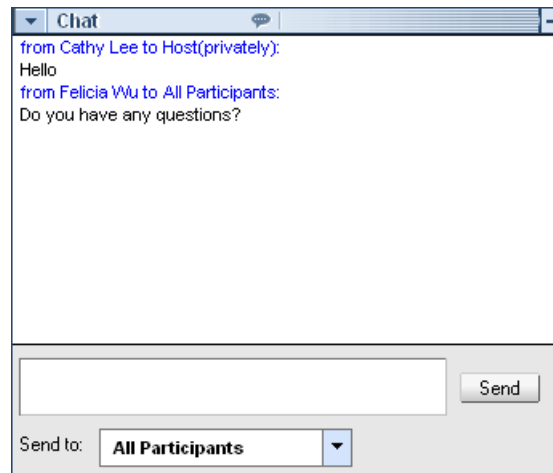 Chat
from Cathy Lee to Host(privately):
Hello
from Felicia Wu to All Participants:
Do you have any questions?
Send
Send to: All Participants